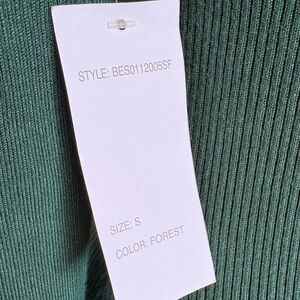 STYLE: BES0112005SF
SIZE: S
COLOR: FOREST